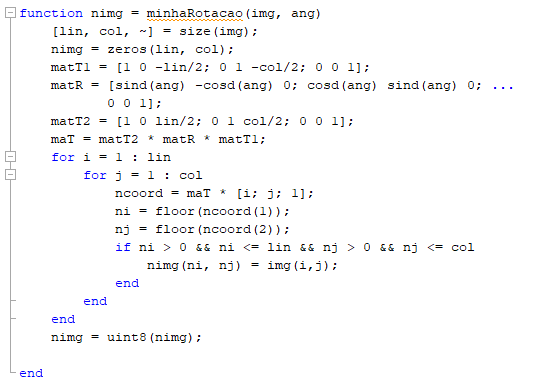 function nimg = minhaRotacao(img, ang)
[lin, col, ~] = size(img);
nimg = zeros(lin, col);
matT1 = [1 0 -lin/2; 0 1 -col/2; 0 0 1];
matR = [sind(ang) -cosd(ang) 0; cosd(ang) sind(ang) 0; ...
0 0 1];
matT2 = [1 0 lin/2; 0 1 col/2; 0 0 1];
maT = matT2 * matR * matT1;
for i = 1 : lin
for j = 1 : col
ncoord = maT * [i; j; 1];
ni = floor(ncoord(1));
nj = floor(ncoord(2));
if ni > 0 && ni <= lin && nj > 0 && nj <= col
nimg(ni, nj) = img(i,j);
end
end
end
nimg = uint8(nimg);
end